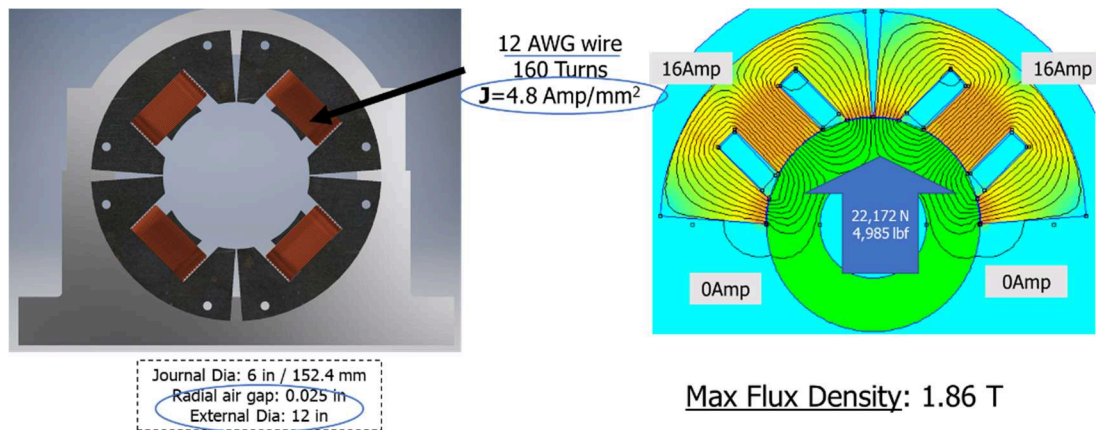 12 AWG wire
160 Turns
J=4.8 Amp/mm²
Journal Dia: 6 in / 152.4 mm
Radial air gap: 0.025 in
External Dia: 12 in
16Amp
16Amp
22,172 N
4,985 lbf
0Amp
0Amp
Max Flux Density: 1.86 T